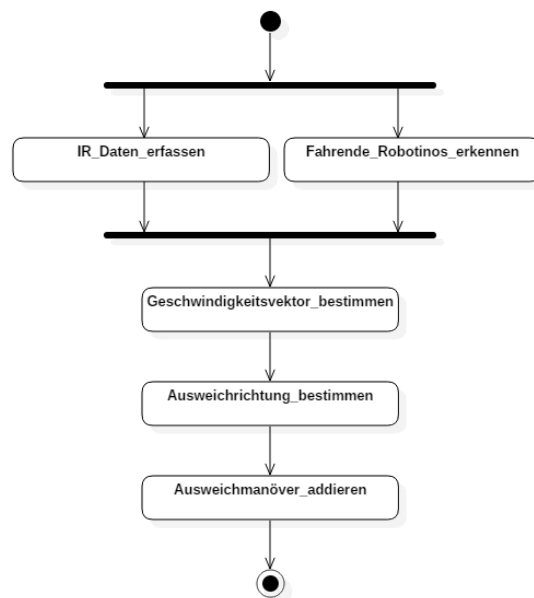 IR_Daten_erfassen
Fahrende_Robotinos_erkennen
Geschwindigkeitsvektor_bestimmen
Ausweichrichtung_bestimmen
Ausweichmanöver_addieren